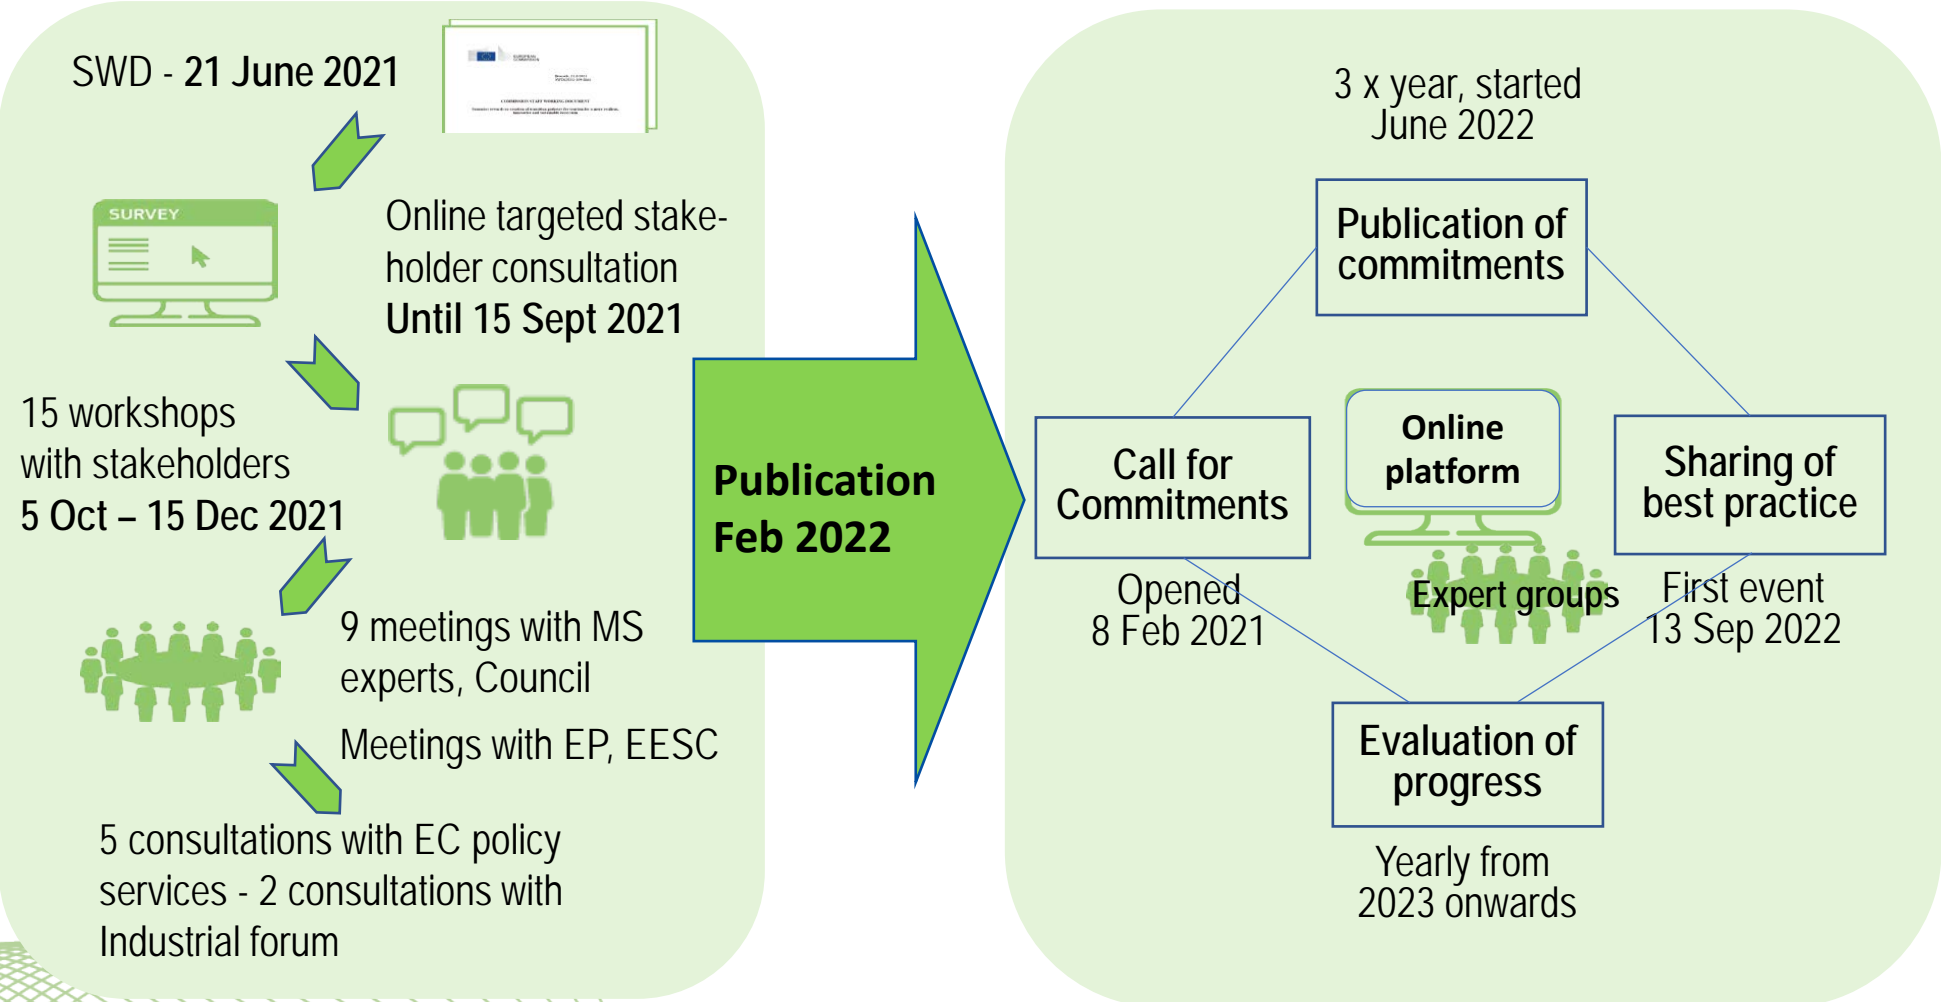 SWD - 21 June 2021
COMMISSION STAFF WORKING DOCUMENT
SURVEY
Online targeted stake-
holder consultation
Until 15 Sept 2021
15 workshops
with stakeholders
5 Oct – 15 Dec 2021
9 meetings with MS
experts, Council
Meetings with EP, EESC
5 consultations with EC policy
services - 2 consultations with
Industrial forum
Publication
Feb 2022
3 x year, started
June 2022
Publication of
commitments
Call for
Commitments
Opened
8 Feb 2021
Online
platform
Expert groups
Sharing of
best practice
First event
13 Sep 2022
Evaluation of
progress
Yearly from
2023 onwards